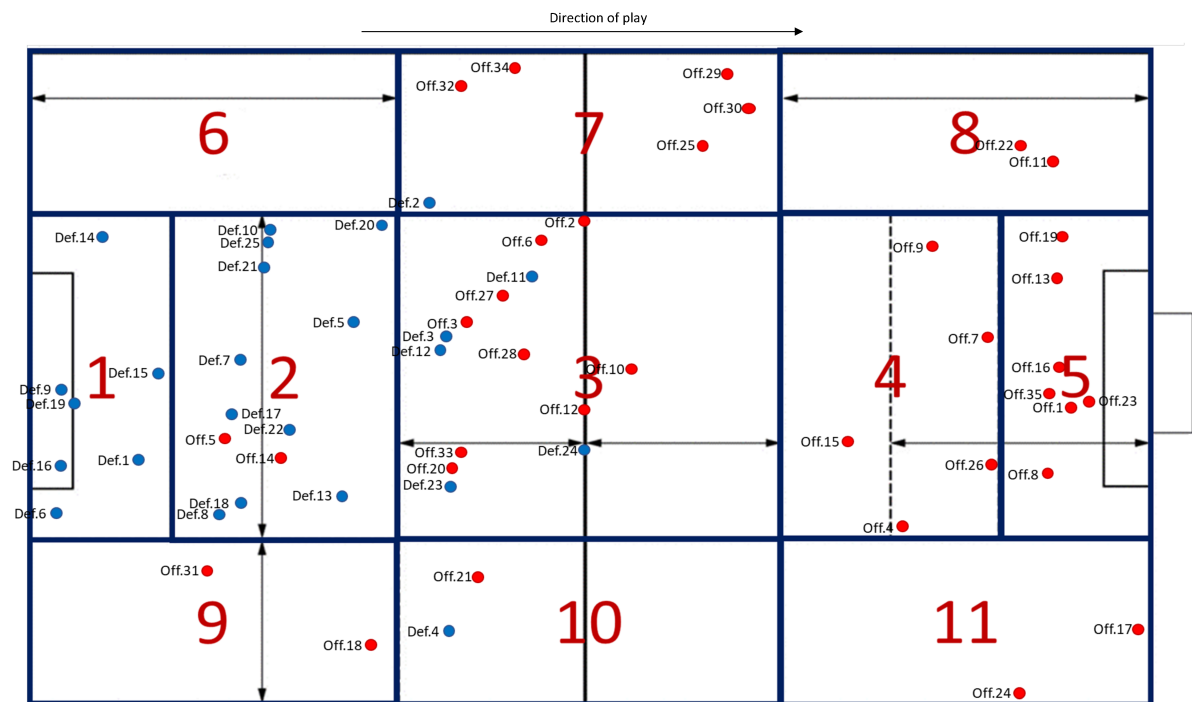 Direction of play
Off.34
Off.32
Off.29
Off.30
6
7
8
Off.25
Off.22
Off.11
Def.2
Def.14
Def.10
Def.25
Def.20
Off.2
Off.6
Off.9
Off.19
Def.21
Def.11
Off.13
Off.27
Def.5
Off.3
Def.3
Def.12
Off.28
Off.7
Def.7
Off.10
Off.16
Def.15
1
2
3
4
5
Def.9
Def.19
Off.35
Off.1
Off.23
Def.17
Off.12
Def.22
Off.5
Off.15
Off.14
Off.33
Def.24
Def.16
Def.1
Off.20
Off.26
Off.8
Def.23
Def.13
Def.18
Def.8
Def.6
Off.4
Off.31
Off.21
9
10
11
Def.4
Off.17
Off.18
Off.24